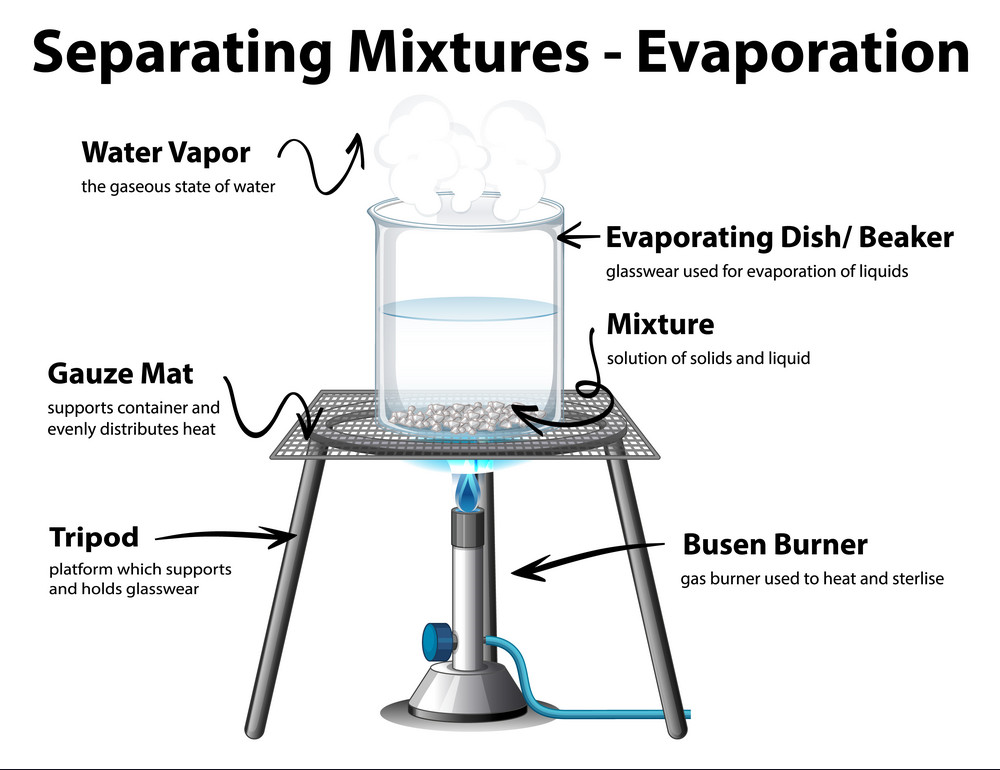 Separating Mixtures - Evaporation
Water Vapor
the gaseous state of water
Evaporating Dish/ Beaker
glasswear used for evaporation of liquids
Mixture
solution of solids and liquid
Gauze Mat
supports container and
evenly distributes heat
Tripod
platform which supports
and holds glasswear
Busen Burner
gas burner used to heat and sterlise